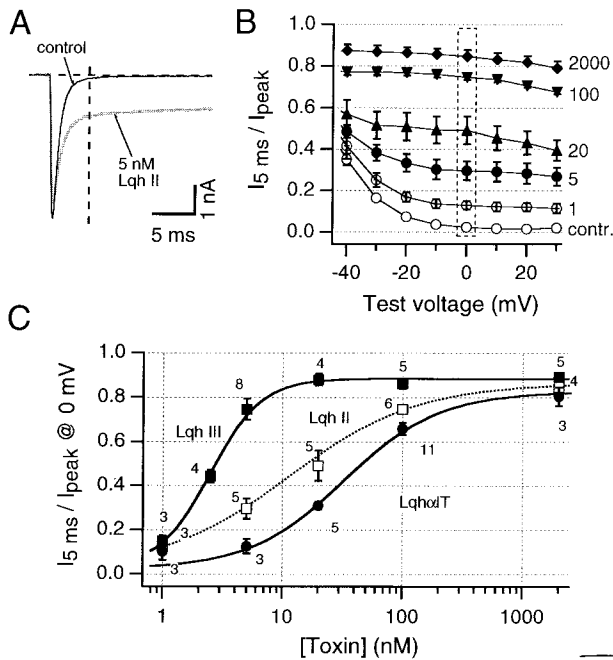 A
control
5 nM
Lqh II
1 nA
5 ms
B
I5 ms / Ipeak
1.0
0.8
0.6
0.4
0.2
0.0
2000
100
20
5
1
contr.
-40
-20
0
20
Test voltage (mV)
C
I5 ms / Ipeak @ 0 mV
1.0
0.8
0.6
0.4
0.2
0.0
Lqh III
Lqh II
LqhαIT
3
4
8
4
5
5
3
5
5
6
4
3
3
5
11
3
1
10
100
1000
[Toxin] (nM)